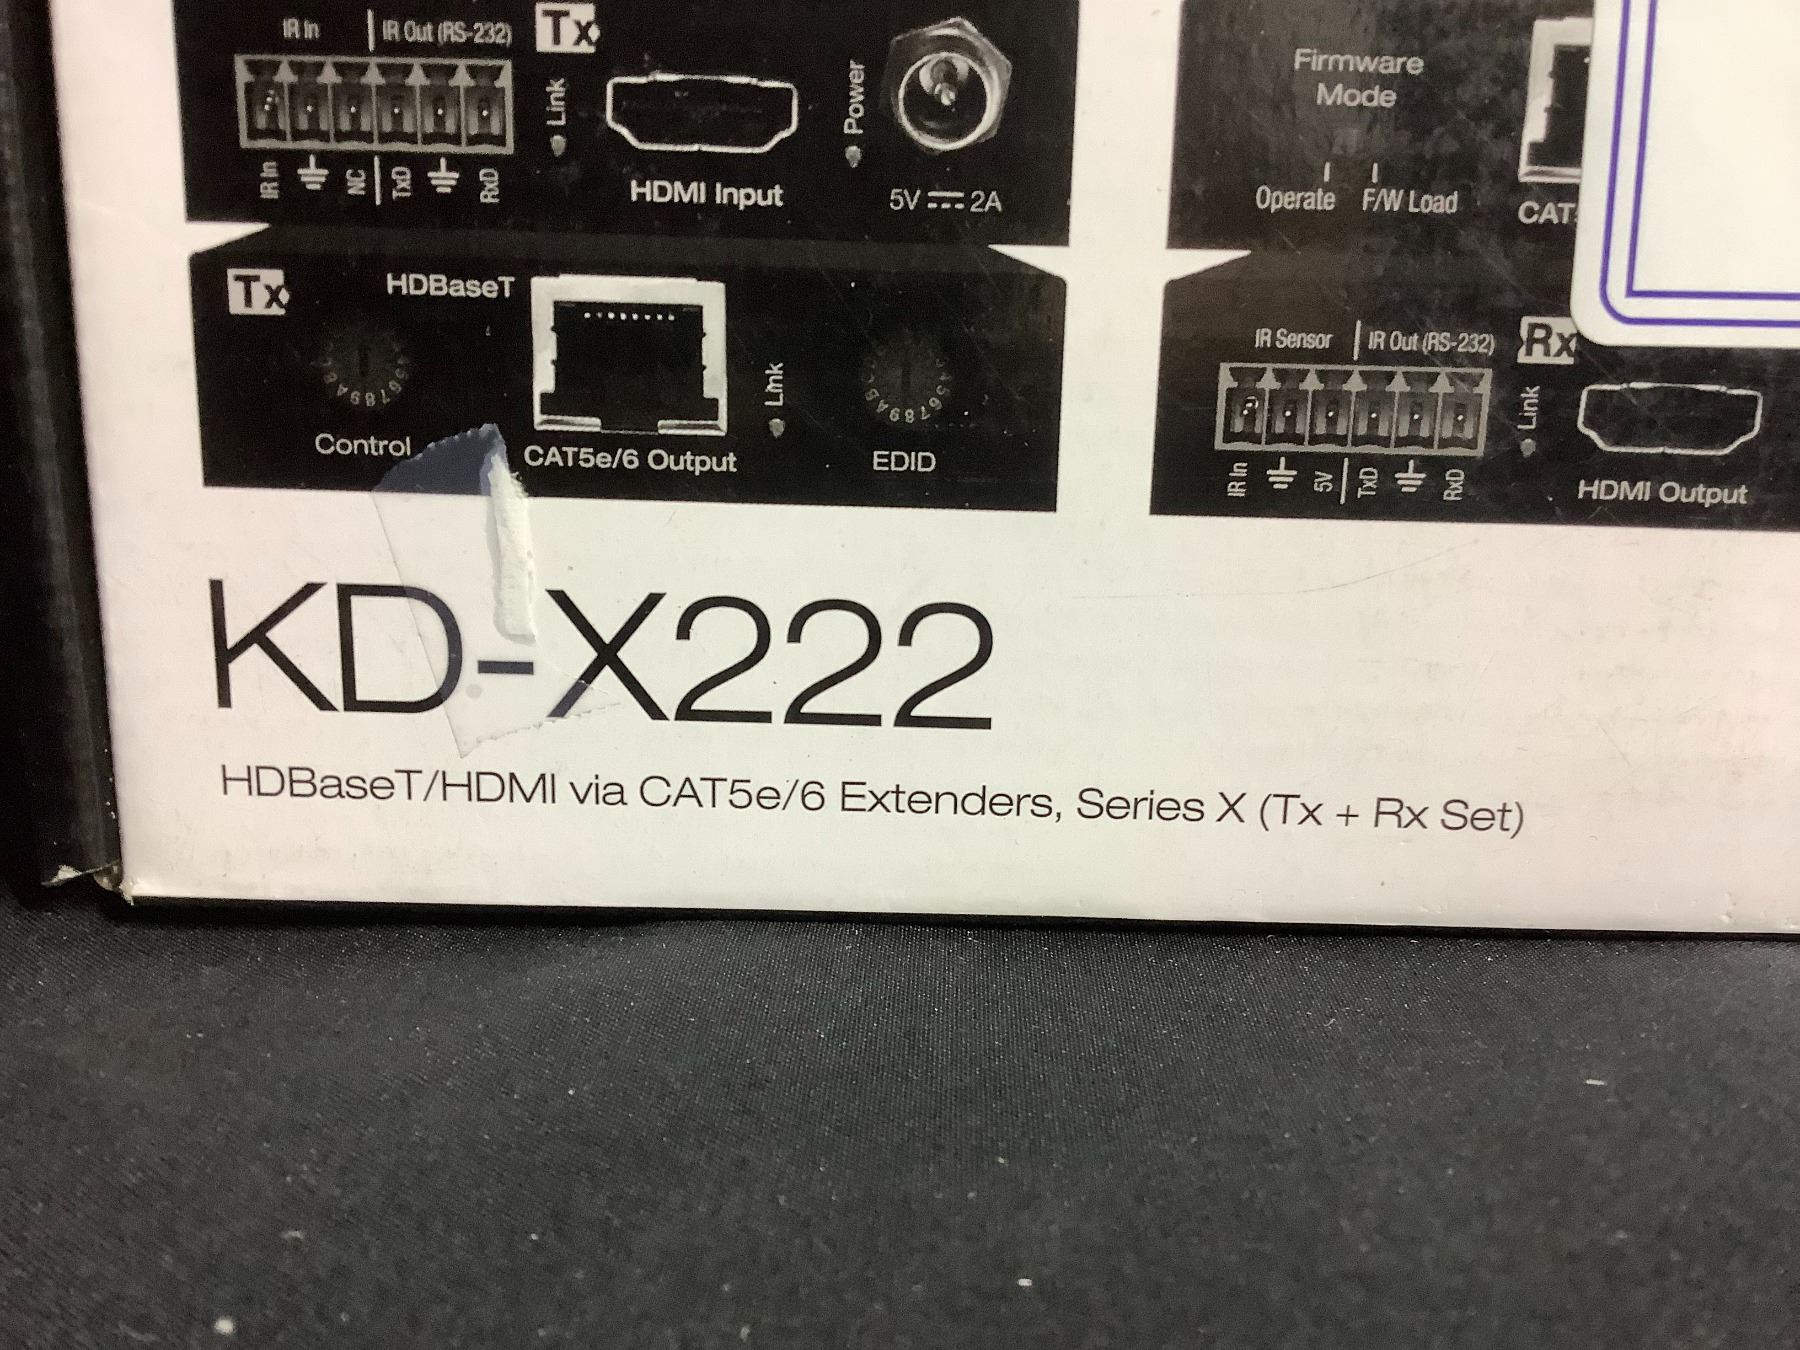 IR In | IR Out (RS-232) Tx
Link
Power
IR In NC TxD RxD
HDMI Input
5V 2A
Tx HDBaseT
Link
Control
CAT5e/6 Output
EDID
Firmware
Mode
Operate F/W Load
IR Sensor | IR Out (RS-232) Rx
Link
IR In 5V TxD RxD
HDMI Output
KD-X222
HDBaseT/HDMI via CAT5e/6 Extenders, Series X (Tx + Rx Set)